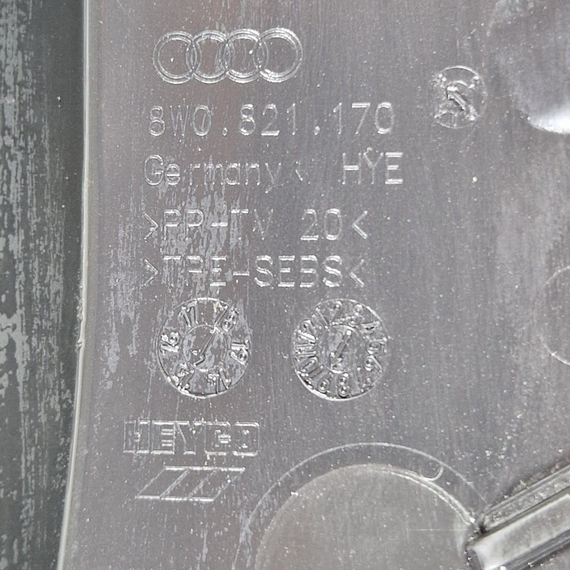 8W0.821.170
Germany HYE
>PP-TV 20<
>TPE-SEBS<
HEYCO